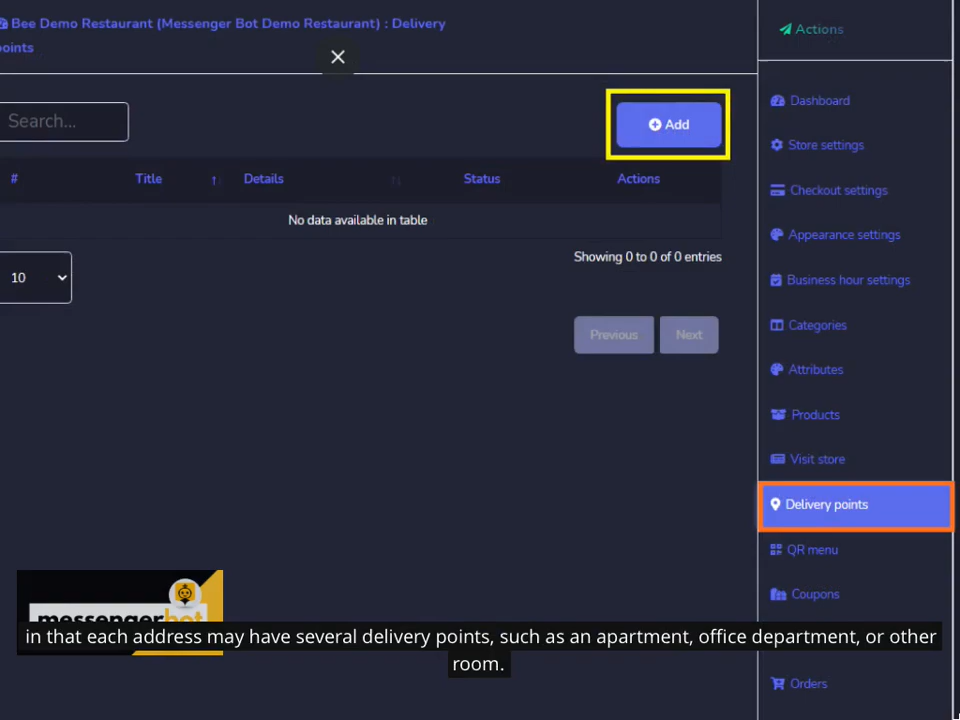 Bee Demo Restaurant (Messenger Bot Demo Restaurant) : Delivery
points
Search...
Add
# Title Details Status Actions
No data available in table
Showing 0 to 0 of 0 entries
10
Previous Next
Actions
Dashboard
Store settings
Checkout settings
Appearance settings
Business hour settings
Categories
Attributes
Products
Visit store
Delivery points
QR menu
Coupons
Orders
messengerbot
in that each address may have several delivery points, such as an apartment, office department, or other
room.